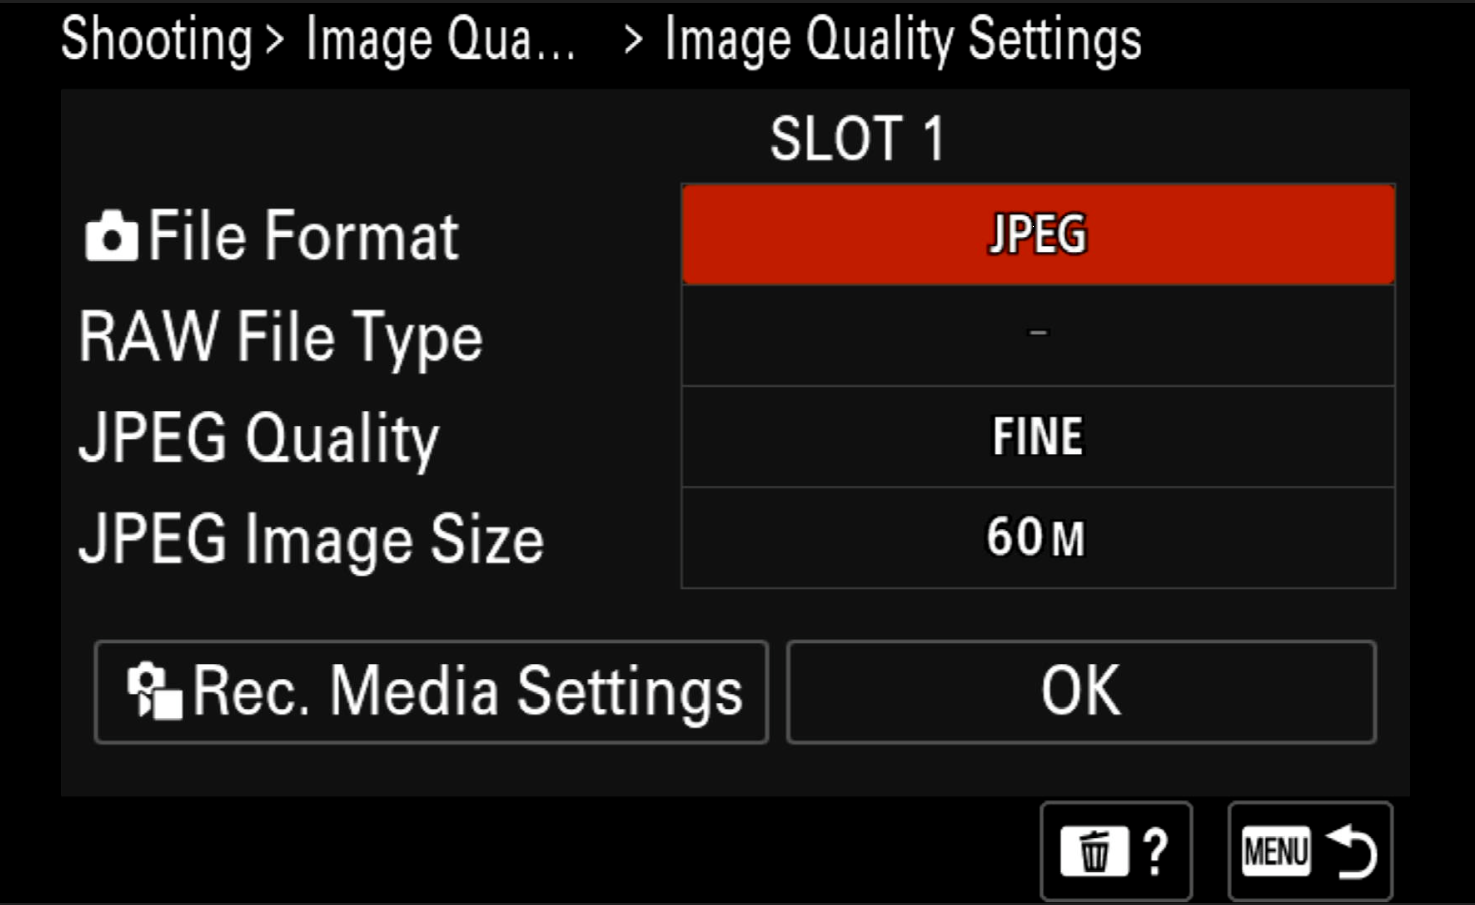 Shooting > Image Qua... > Image Quality Settings
SLOT 1
File Format JPEG
RAW File Type –
JPEG Quality FINE
JPEG Image Size 60M
Rec. Media Settings OK
? MENU